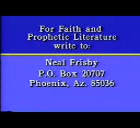 For Faith and
Prophetic Literature
write to:
Neal Frisby
P.O. Box 20707
Phoenix, Az. 85036